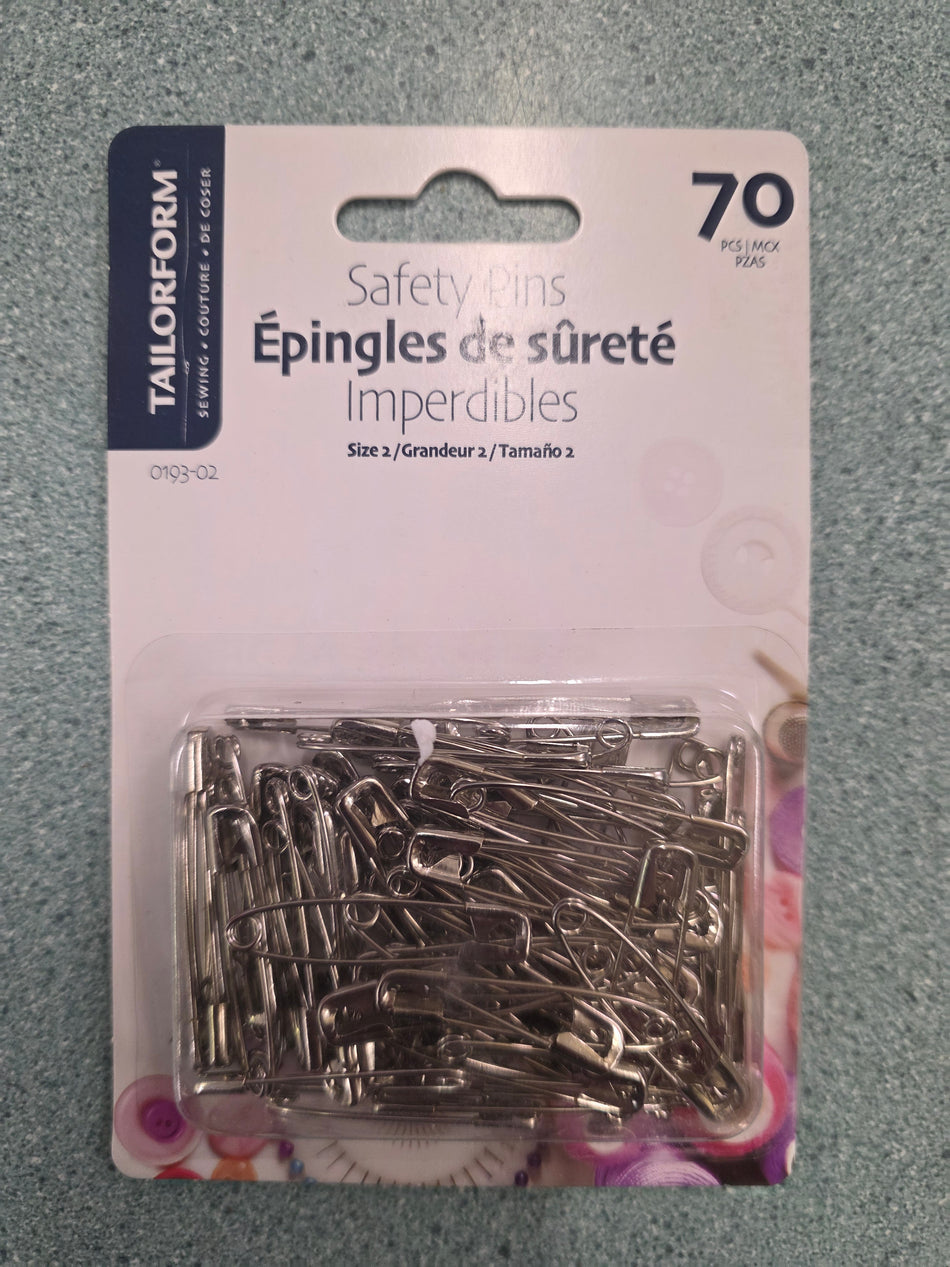 TAILORFORM®
SEWING • COUTURE • DE COSER
0193-02
70
PCS | MCX
PZAS
Safety Pins
Épingles de sûreté
Imperdibles
Size 2 / Grandeur 2 / Tamaño 2